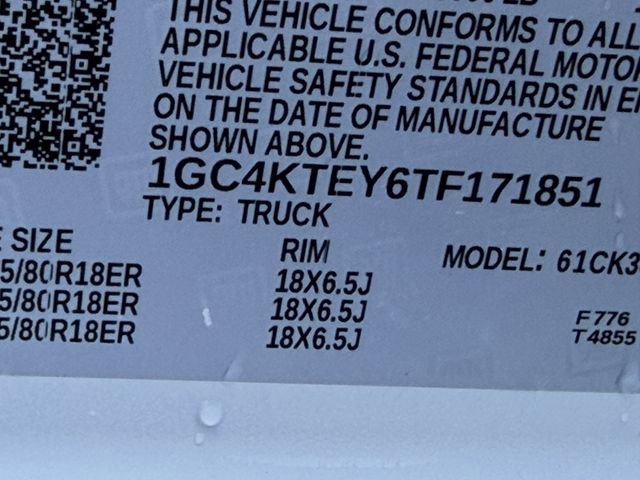 THIS VEHICLE CONFORMS TO ALL
APPLICABLE U.S. FEDERAL MOTOR
VEHICLE SAFETY STANDARDS IN
ON THE DATE OF MANUFACTURE
SHOWN ABOVE.
1GC4KTEY6TF171851
TYPE: TRUCK
SIZE RIM MODEL: 61CK3
5/80R18ER 18X6.5J
5/80R18ER 18X6.5J F776
5/80R18ER 18X6.5J T4855